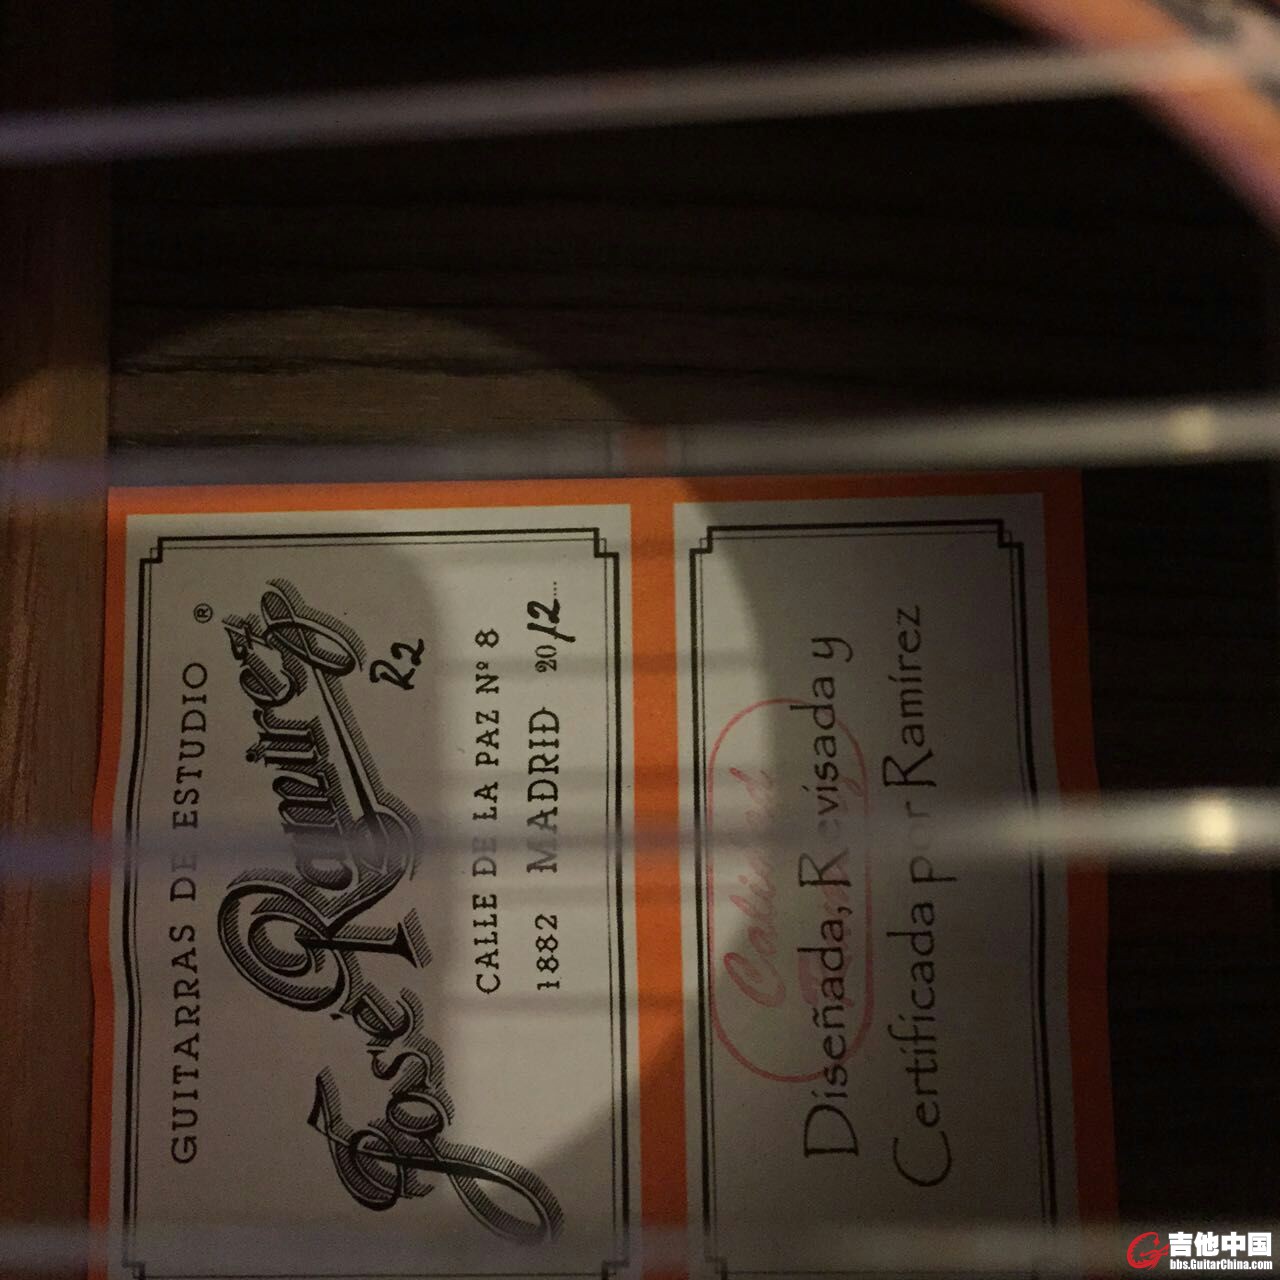 GUITARRAS DE ESTUDIO
José Ramírez ®
R2
CALLE DE LA PAZ Nº 8
1882 MADRID 2012...
Diseñada, Revisada y
Certificada por Ramírez
吉他中国
bbs.GuitarChina.com